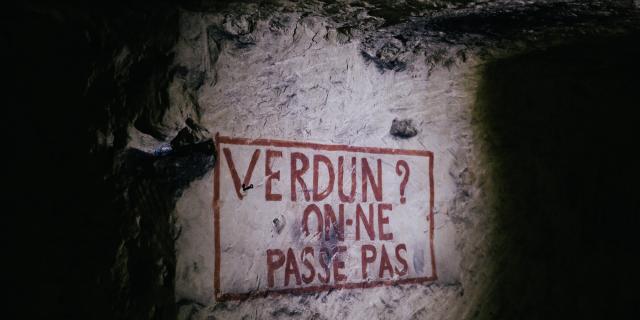 VERDUN ?
ON-NE
PASSE PAS